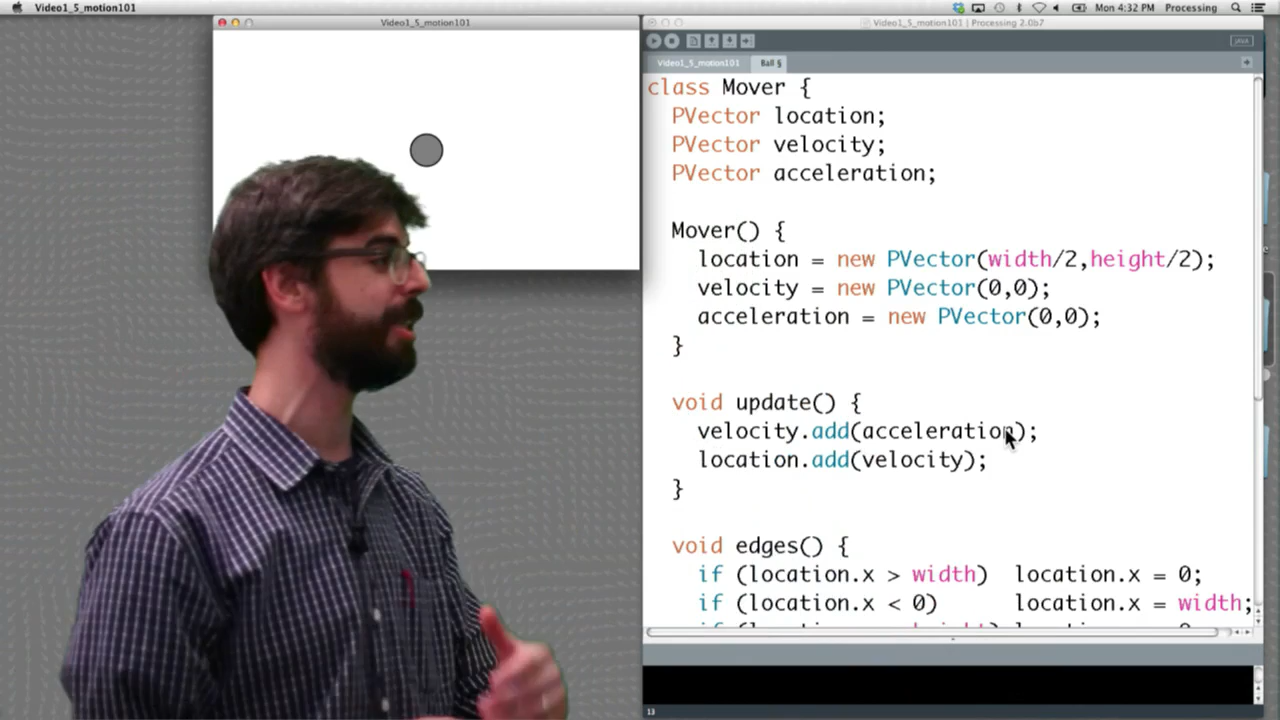 Video1_5_motion101
Mon 4:32 PM Processing
Video1_5_motion101
Video1_5_motion101 | Processing 2.0b7
JAVA
Video1_5_motion101
Ball §
class Mover {
PVector location;
PVector velocity;
PVector acceleration;
Mover() {
location = new PVector(width/2,height/2);
velocity = new PVector(0,0);
acceleration = new PVector(0,0);
}
void update() {
velocity.add(acceleration);
location.add(velocity);
}
void edges() {
if (location.x > width) location.x = 0;
if (location.x < 0) location.x = width;
13